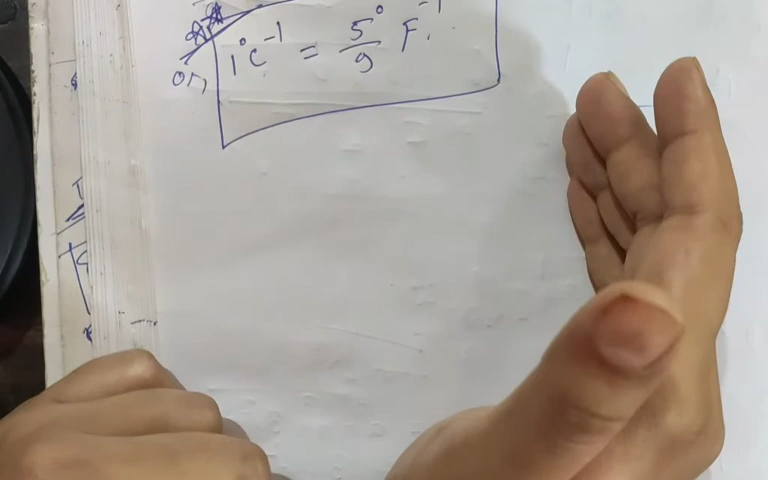 or, 1°C⁻¹ = 5/9 °F⁻¹.